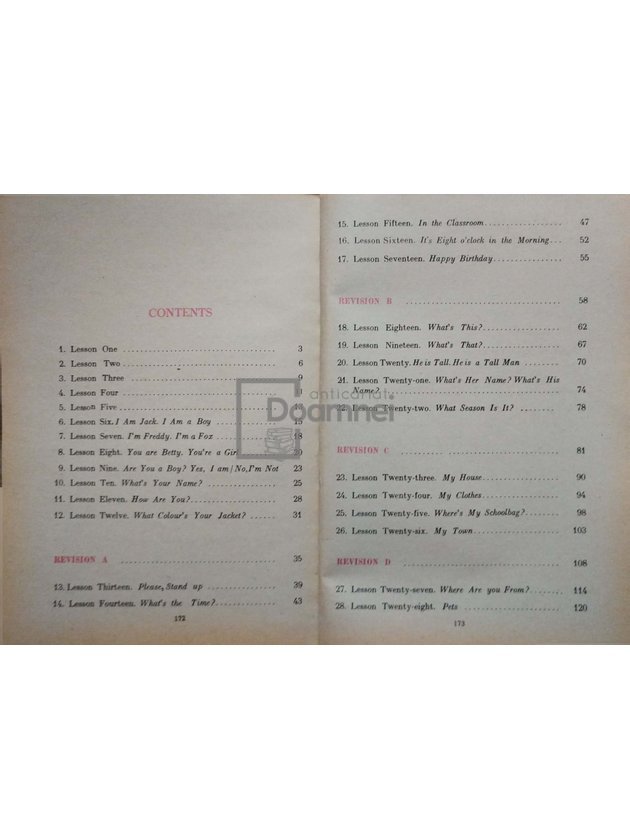 CONTENTS
1. Lesson One ........ 3
2. Lesson Two ........ 6
3. Lesson Three ........ 9
4. Lesson Four ........
5. Lesson Five ........
6. Lesson Six. I Am Jack. I Am a Boy ........ 15
7. Lesson Seven. I'm Freddy. I'm a Fox ........ 18
8. Lesson Eight. You are Betty. You're a Girl ........ 20
9. Lesson Nine. Are You a Boy? Yes, I am/No, I'm Not 23
10. Lesson Ten. What's Your Name? ........ 25
11. Lesson Eleven. How Are You? ........ 28
12. Lesson Twelve. What Colour's Your Jacket? ...... 31
REVISION A ........ 35
13. Lesson Thirteen. Please, Stand up ........ 39
14. Lesson Fourteen. What's the Time? ........ 43
172
15. Lesson Fifteen. In the Classroom ........ 47
16. Lesson Sixteen. It's Eight o'clock in the Morning ... 52
17. Lesson Seventeen. Happy Birthday ........ 55
REVISION B ........ 58
18. Lesson Eighteen. What's This? ........ 62
19. Lesson Nineteen. What's That? ........ 67
20. Lesson Twenty. He is Tall. He is a Tall Man ........ 70
21. Lesson Twenty-one. What's Her Name? What's His
Name? ........ 74
22. Lesson Twenty-two. What Season Is It? ........ 78
REVISION C ........ 81
23. Lesson Twenty-three. My House ........ 90
24. Lesson Twenty-four. My Clothes ........ 94
25. Lesson Twenty-five. Where's My Schoolbag? ........ 98
26. Lesson Twenty-six. My Town ........ 103
REVISION D ........ 108
27. Lesson Twenty-seven. Where Are you From? ........ 114
28. Lesson Twenty-eight. Pets ........ 120
173
anticariat
Doamnei